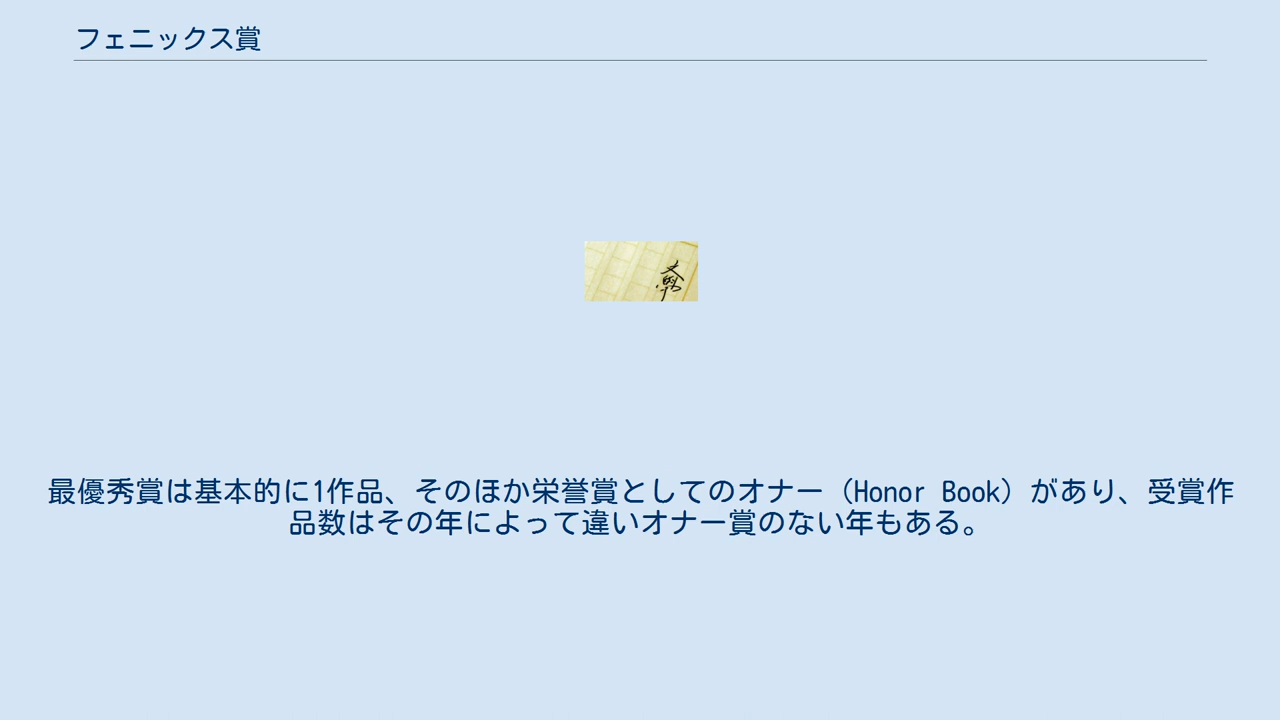 フェニックス賞
最優秀賞は基本的に1作品、そのほか栄誉賞としてのオナー（Honor Book）があり、受賞作
品数はその年によって違いオナー賞のない年もある。